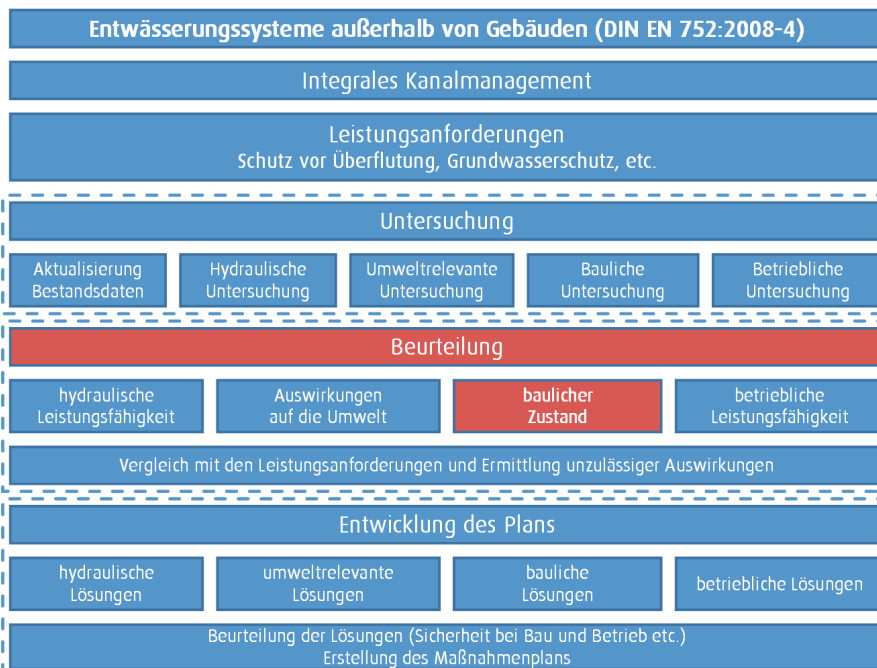 Entwässerungssysteme außerhalb von Gebäuden (DIN EN 752:2008-4)
Integrales Kanalmanagement
Leistungsanforderungen
Schutz vor Überflutung, Grundwasserschutz, etc.
Untersuchung
Aktualisierung
Bestandsdaten
Hydraulische
Untersuchung
Umweltrelevante
Untersuchung
Bauliche
Untersuchung
Betriebliche
Untersuchung
Beurteilung
hydraulische
Leistungsfähigkeit
Auswirkungen
auf die Umwelt
baulicher
Zustand
betriebliche
Leistungsfähigkeit
Vergleich mit den Leistungsanforderungen und Ermittlung unzulässiger Auswirkungen
Entwicklung des Plans
hydraulische
Lösungen
umweltrelevante
Lösungen
bauliche
Lösungen
betriebliche Lösungen
Beurteilung der Lösungen (Sicherheit bei Bau und Betrieb etc.)
Erstellung des Maßnahmenplans